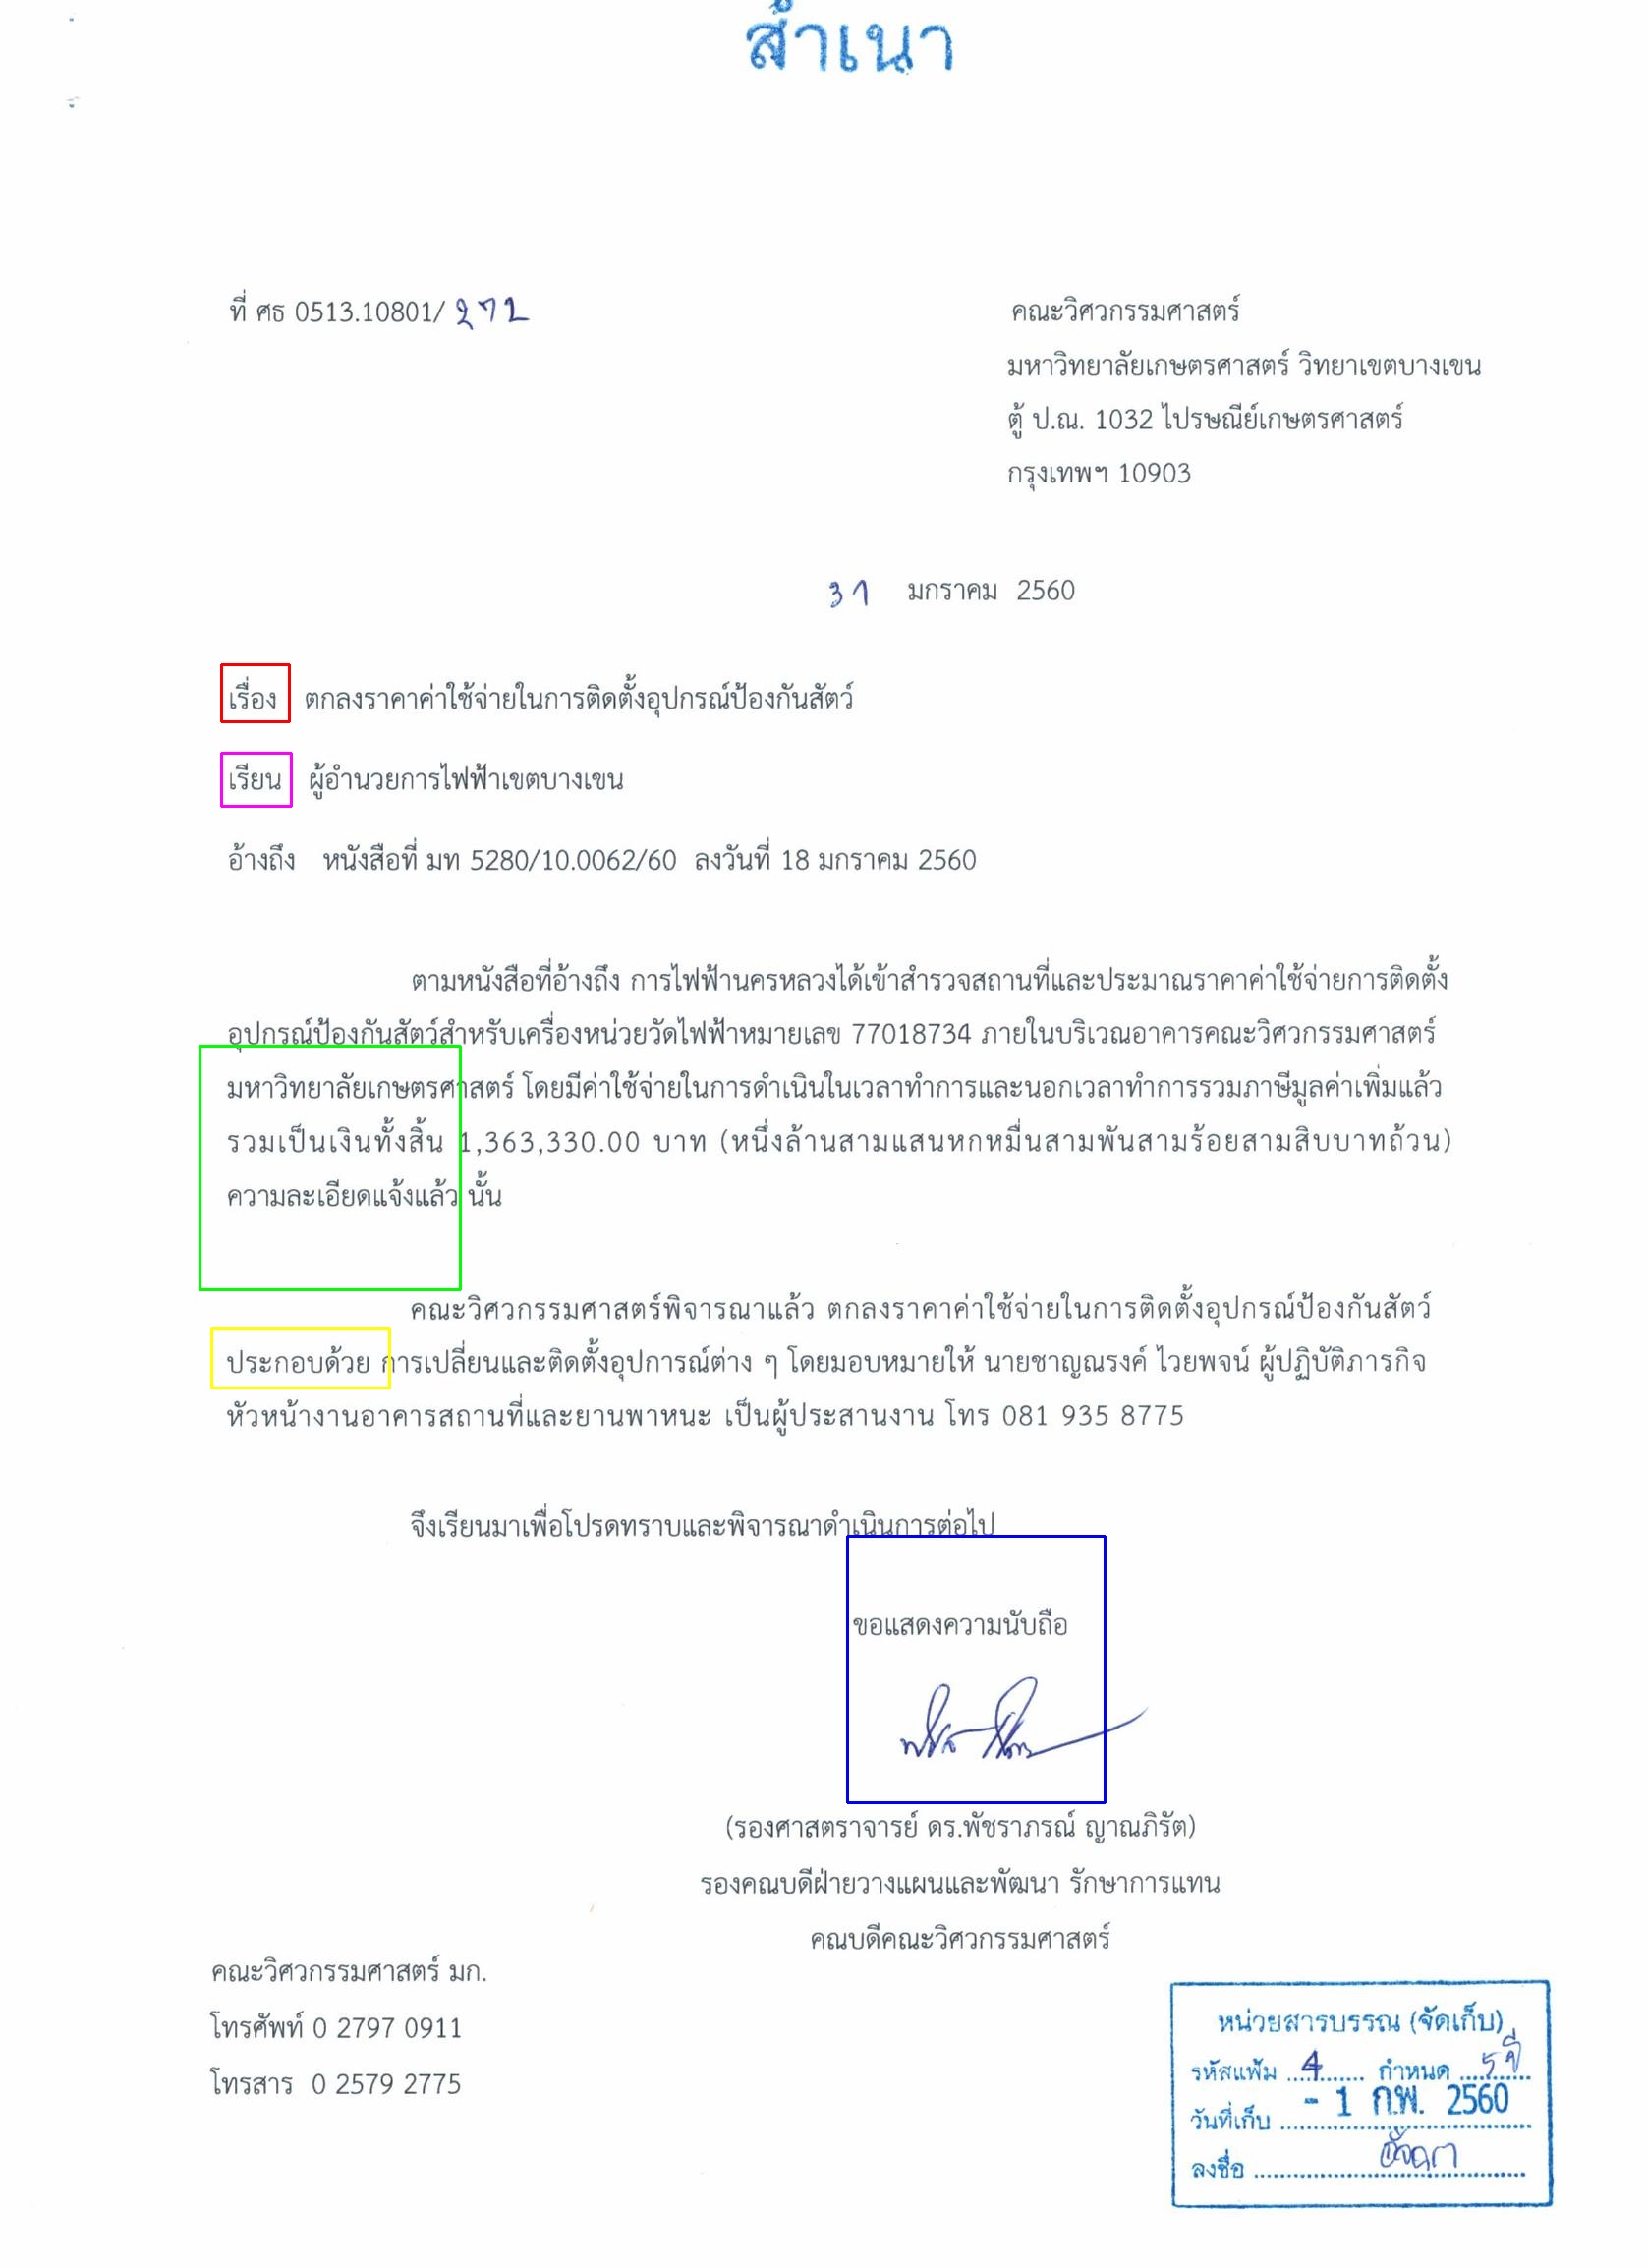 สำเนา
ที่ ศธ 0513.10801/ 272
คณะวิศวกรรมศาสตร์
มหาวิทยาลัยเกษตรศาสตร์ วิทยาเขตบางเขน
ตู้ ป.ณ. 1032 ไปรษณีย์เกษตรศาสตร์
กรุงเทพฯ 10903
31 มกราคม 2560
เรื่อง ตกลงราคาค่าใช้จ่ายในการติดตั้งอุปกรณ์ป้องกันสัตว์
เรียน ผู้อำนวยการไฟฟ้าเขตบางเขน
อ้างถึง หนังสือที่ มท 5280/10.0062/60 ลงวันที่ 18 มกราคม 2560
ตามหนังสือที่อ้างถึง การไฟฟ้านครหลวงได้เข้าสำรวจสถานที่และประมาณราคาค่าใช้จ่ายการติดตั้ง
อุปกรณ์ป้องกันสัตว์สำหรับเครื่องหน่วยวัดไฟฟ้าหมายเลข 77018734 ภายในบริเวณอาคารคณะวิศวกรรมศาสตร์
มหาวิทยาลัยเกษตรศาสตร์ โดยมีค่าใช้จ่ายในการดำเนินในเวลาทำการและนอกเวลาทำการรวมภาษีมูลค่าเพิ่มแล้ว
รวมเป็นเงินทั้งสิ้น 1,363,330.00 บาท (หนึ่งล้านสามแสนหกหมื่นสามพันสามร้อยสามสิบบาทถ้วน)
ความละเอียดแจ้งแล้ว นั้น
คณะวิศวกรรมศาสตร์พิจารณาแล้ว ตกลงราคาค่าใช้จ่ายในการติดตั้งอุปกรณ์ป้องกันสัตว์
ประกอบด้วย การเปลี่ยนและติดตั้งอุปการณ์ต่าง ๆ โดยมอบหมายให้ นายชาญณรงค์ ไวยพจน์ ผู้ปฏิบัติภารกิจ
หัวหน้างานอาคารสถานที่และยานพาหนะ เป็นผู้ประสานงาน โทร 081 935 8775
จึงเรียนมาเพื่อโปรดทราบและพิจารณาดำเนินการต่อไป
ขอแสดงความนับถือ
(รองศาสตราจารย์ ดร.พัชราภรณ์ ญาณภิรัต)
รองคณบดีฝ่ายวางแผนและพัฒนา รักษาการแทน
คณบดีคณะวิศวกรรมศาสตร์
คณะวิศวกรรมศาสตร์ มก.
โทรศัพท์ 0 2797 0911
โทรสาร 0 2579 2775
หน่วยสารบรรณ (จัดเก็บ)
รหัสแฟ้ม 4 กำหนด 5 ปี
วันที่เก็บ - 1 ก.พ. 2560
ลงชื่อ